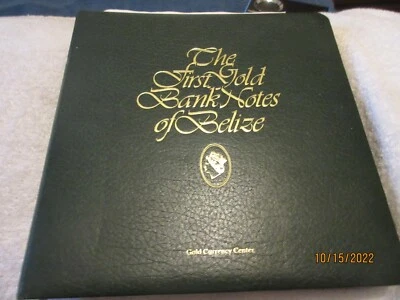 The
First Gold
Bank Notes
of Belize
Gold Currency Center
10/15/2022